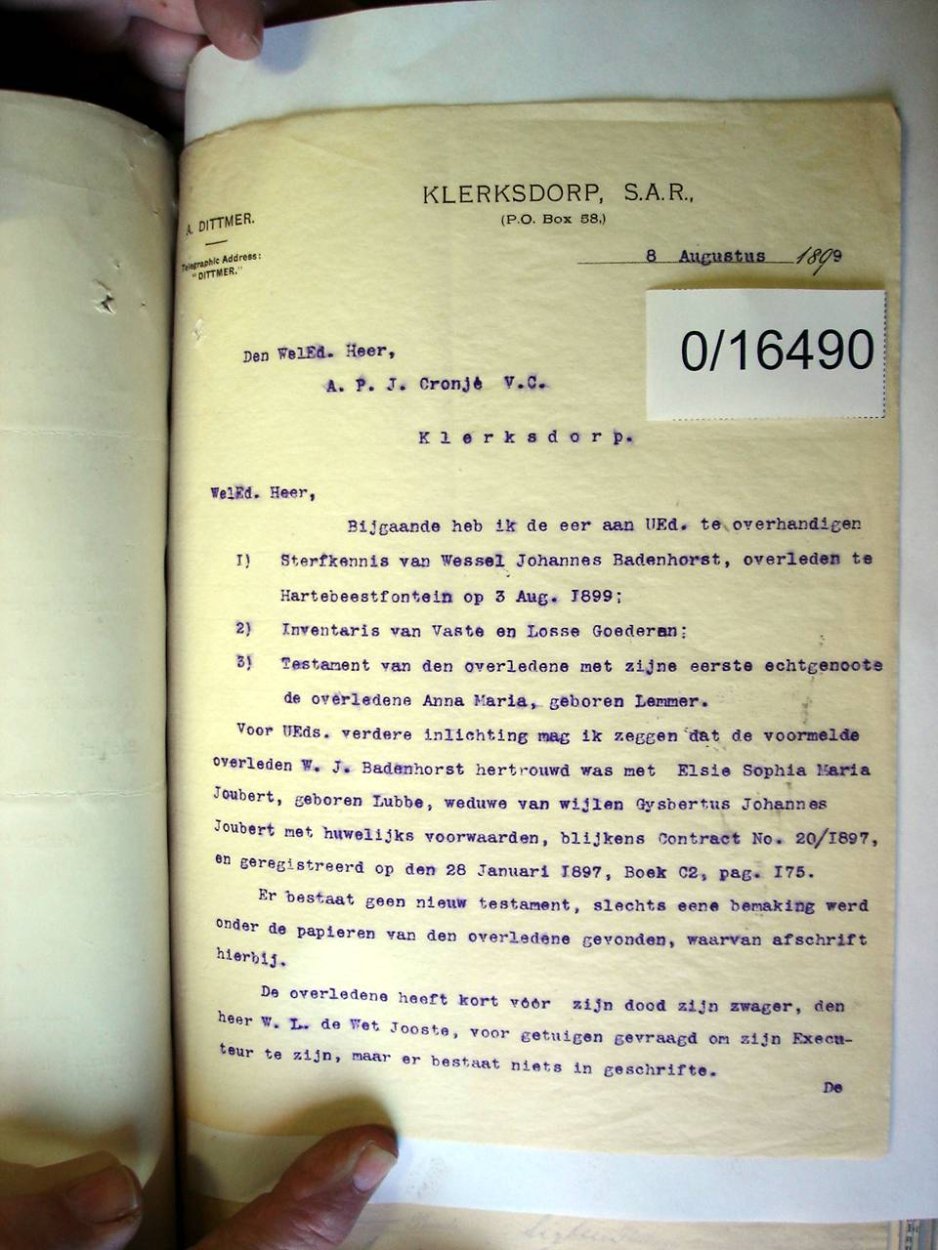 KLERKSDORP, S.A.R.,
(P.O. Box 58,)
A. DITTMER.
Telegraphic Address:
"DITTMER."
8 Augustus 1899
0/16490
Den WelEd. Heer,
A. P. J. Cronjé V.C.
Klerksdorp.
WelEd. Heer,
Bijgaande heb ik de eer aan UEd. te overhandigen
I) Sterfkennis van Wessel Johannes Badenhorst, overleden te
Hartebeestfontein op 3 Aug. I899;
2) Inventaris van Vaste en Losse Goederan;
3) Testament van den overledene met zijne eerste echtgenoote
de overledene Anna Maria, geboren Lemmer.
Voor UEds. verdere inlichting mag ik zeggen dat de voormelde
overleden W. J. Badenhorst hertrouwd was met Elsie Sophia Maria
Joubert, geboren Lubbe, weduwe van wijlen Gysbertus Johannes
Joubert met huwelijks voorwaarden, blijkens Contract No. 20/I897,
en geregistreerd op den 28 Januari I897, Boek C2, pag. I75.
Er bestaat geen nieuw testament, slechts eene bemaking werd
onder de papieren van den overledene gevonden, waarvan afschrift
hierbij.
De overledene heeft kort vóór zijn dood zijn zwager, den
heer W. L. de Wet Jooste, voor getuigen gevraagd om zijn Execu-
teur te zijn, maar er bestaat niets in geschrifte.
De